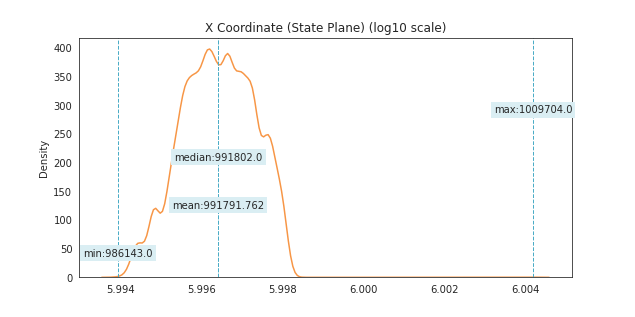 X Coordinate (State Plane) (log10 scale)
400
350
300
250
200
150
100
50
0
Density
max:1009704.0
median:991802.0
mean:991791.762
min:986143.0
5.994 5.996 5.998 6.000 6.002 6.004